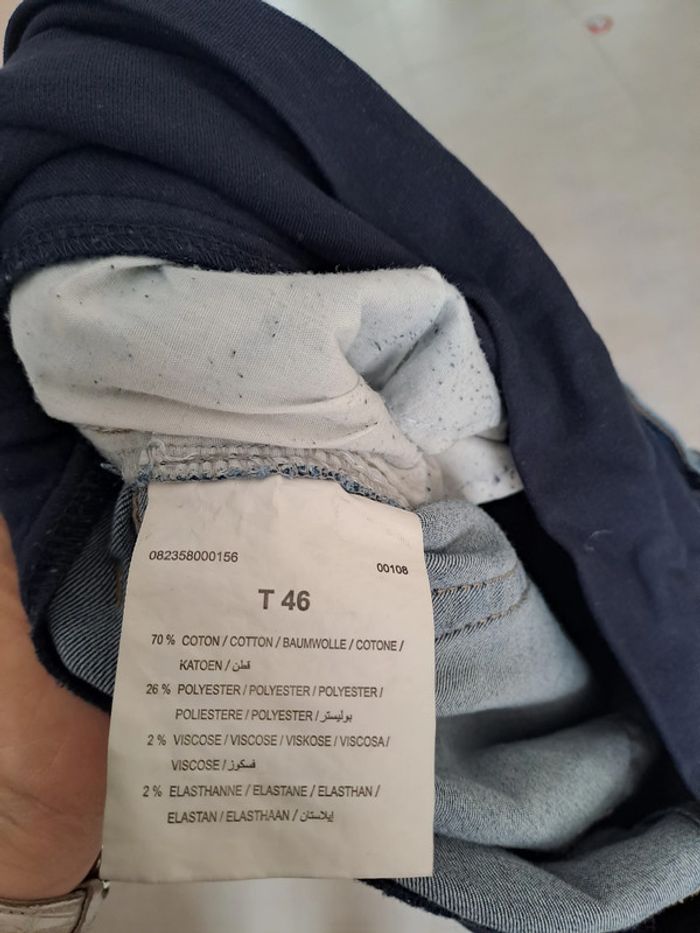 082358000156
00108
T 46
70 % COTON / COTTON / BAUMWOLLE / COTONE /
KATOEN / قطن
26 % POLYESTER / POLYESTER / POLYESTER /
POLIESTERE / POLYESTER / بوليستر
2 % VISCOSE / VISCOSE / VISKOSE / VISCOSA /
VISCOSE / فسكوز
2 % ELASTHANNE / ELASTANE / ELASTHAN /
ELASTAN / ELASTHAAN / إيلاستان